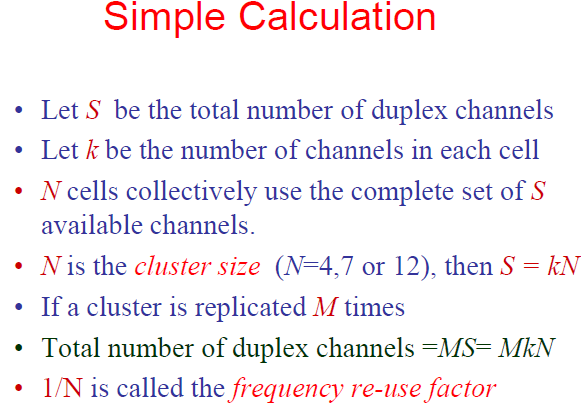 Simple Calculation
• Let S be the total number of duplex channels
• Let k be the number of channels in each cell
• N cells collectively use the complete set of S
available channels.
• N is the cluster size (N=4,7 or 12), then S = kN
• If a cluster is replicated M times
• Total number of duplex channels =MS= MkN
• 1/N is called the frequency re-use factor